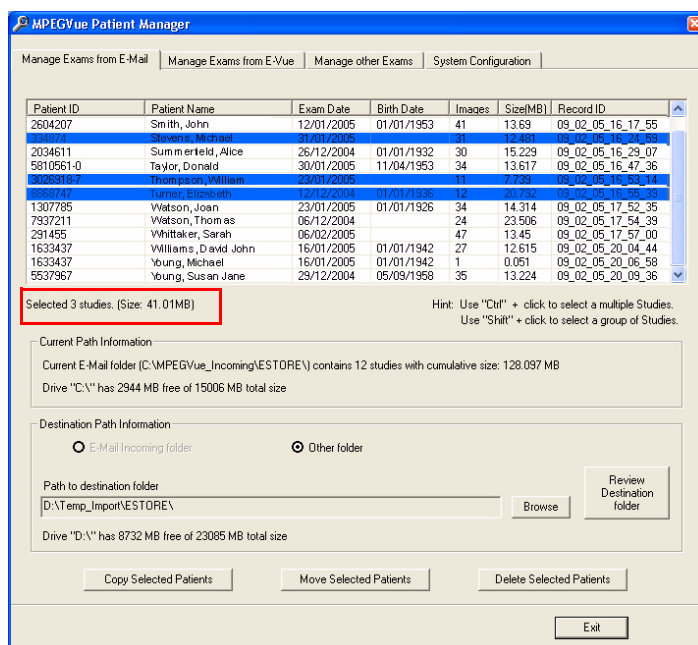 MPEGVue Patient Manager
Manage Exams from E-Mail Manage Exams from E-Vue Manage other Exams System Configuration
Patient ID Patient Name Exam Date Birth Date Images Size(MB) Record ID
2604207 Smith, John 12/01/2005 01/01/1953 41 13.69 09_02_05_16_17_55
334874 Stevens, Michael 31/01/2005 31 12.481 09_02_05_16_24_59
2034611 Summerfield, Alice 26/12/2004 01/01/1932 30 15.229 09_02_05_16_29_07
5810561-0 Taylor, Donald 30/01/2005 11/04/1953 34 13.617 09_02_05_16_47_36
3026918-7 Thompson, William 23/01/2005 11 7.739 09_02_05_16_53_14
8868747 Turner, Elizabeth 12/12/2004 01/01/1936 12 20.792 09_02_05_16_55_39
1307785 Watson, Joan 23/01/2005 01/01/1926 34 14.314 09_02_05_17_52_35
7937211 Watson, Thomas 06/12/2004 24 23.506 09_02_05_17_54_39
291455 Whittaker, Sarah 06/02/2005 47 13.45 09_02_05_17_57_00
1633437 Williams, David John 16/01/2005 01/01/1942 27 12.615 09_02_05_20_04_44
1633437 Young, Michael 16/01/2005 01/01/1942 1 0.051 09_02_05_20_06_58
5537967 Young, Susan Jane 29/12/2004 05/09/1958 35 13.224 09_02_05_20_09_36
Selected 3 studies. (Size: 41.01MB) Hint: Use "Ctrl" + click to select a multiple Studies.
Use "Shift" + click to select a group of Studies.
Current Path Information
Current E-Mail folder (C:\MPEGVue_Incoming\ESTORE\) contains 12 studies with cumulative size: 128.097 MB
Drive "C:\" has 2944 MB free of 15006 MB total size
Destination Path Information
E-Mail Incoming folder Other folder
Path to destination folder
D:\Temp_Import\ESTORE\ Browse
Review
Destination
folder
Drive "D:\" has 8732 MB free of 23085 MB total size
Copy Selected Patients Move Selected Patients Delete Selected Patients
Exit